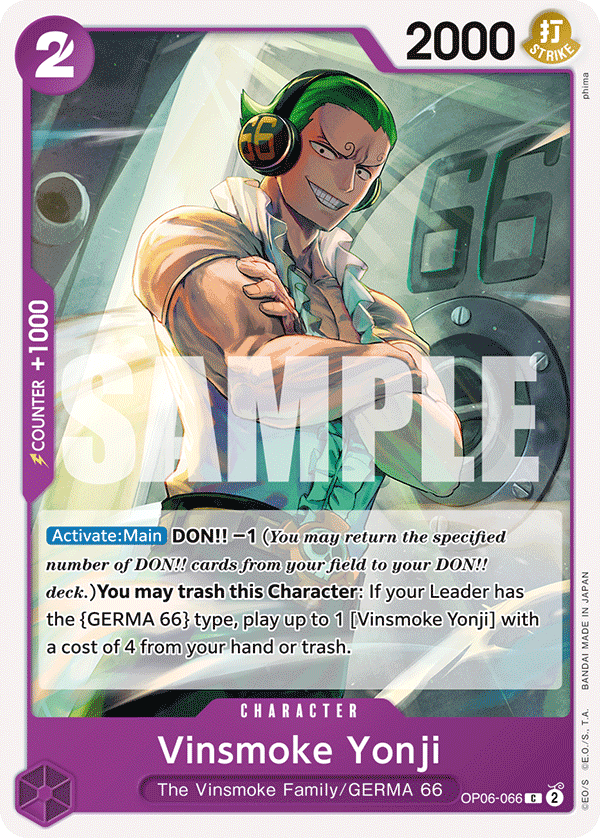 2
2000
打
STRIKE
phima
66
66
COUNTER +1000
SAMPLE
Activate:Main DON!! −1 (You may return the specified
number of DON!! cards from your field to your DON!!
deck.)You may trash this Character: If your Leader has
the {GERMA 66} type, play up to 1 [Vinsmoke Yonji] with
a cost of 4 from your hand or trash.
CHARACTER
Vinsmoke Yonji
The Vinsmoke Family/GERMA 66
OP06-066 C 2
©E.O/S ©E.O./S., T.A. BANDAI MADE IN JAPAN